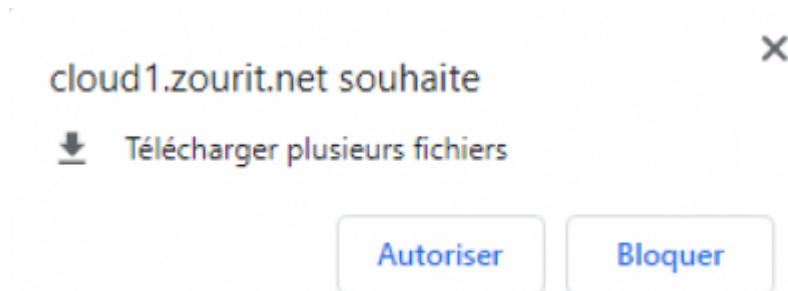 cloud1.zourit.net souhaite
Télécharger plusieurs fichiers
Autoriser Bloquer